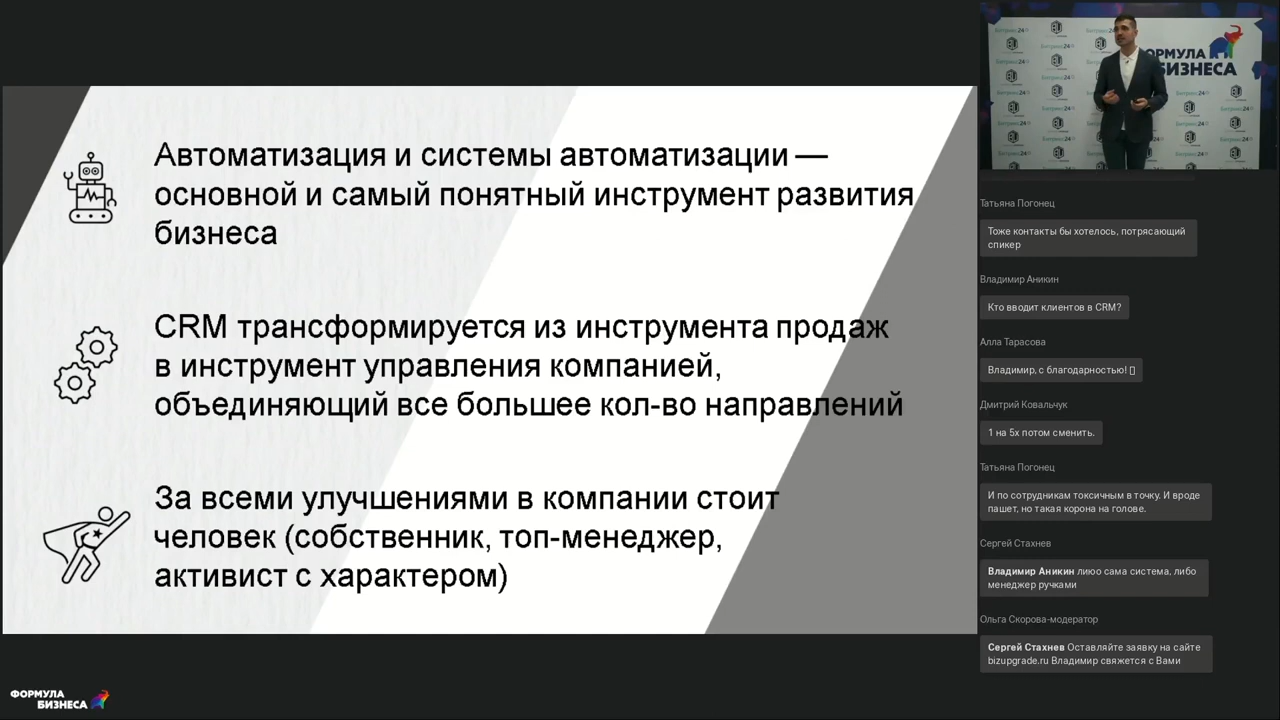 Автоматизация и системы автоматизации —
основной и самый понятный инструмент развития
бизнеса
CRM трансформируется из инструмента продаж
в инструмент управления компанией,
объединяющий все большее кол-во направлений
За всеми улучшениями в компании стоит
человек (собственник, топ-менеджер,
активист с характером)
ФОРМУЛА
БИЗНЕСА
ОРМУЛА
БИЗНЕСА
Битрикс24
Татьяна Погонец
Тоже контакты бы хотелось, потрясающий
спикер
Владимир Аникин
Кто вводит клиентов в CRM?
Алла Тарасова
Владимир, с благодарностью!
Дмитрий Ковальчук
1 на 5х потом сменить.
Татьяна Погонец
И по сотрудникам токсичным в точку. И вроде
пашет, но такая корона на голове.
Сергей Стахнев
Владимир Аникин лиюо сама система, либо
менеджер ручками
Ольга Скорова-модератор
Сергей Стахнев Оставляйте заявку на сайте
bizupgrade.ru Владимир свяжется с Вами